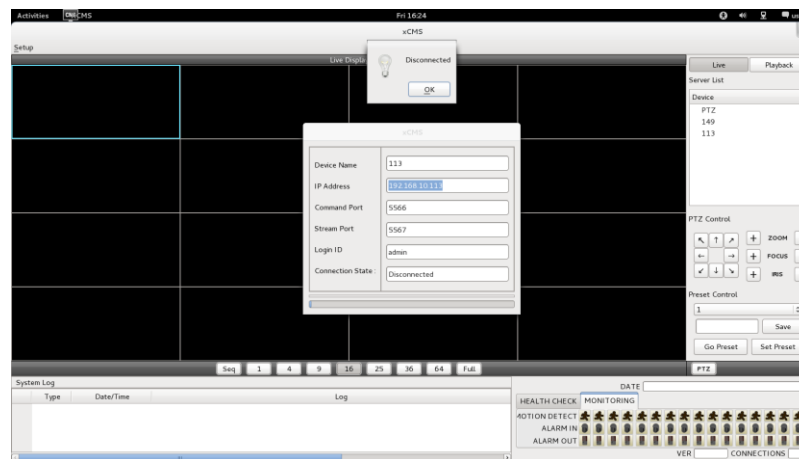 Activities CMS Fri 16:24
xCMS
Setup
Live Displa
Disconnected
OK
Live Playback
Server List
Device
PTZ
149
113
xCMS
Device Name 113
IP Address 192.168.10.113
Command Port 5566
Stream Port 5567
Login ID admin
Connection State : Disconnected
PTZ Control
+ ZOOM
+ FOCUS
+ IRIS
Preset Control
1
Save
Go Preset Set Preset
Seq 1 4 9 16 25 36 64 Full
PTZ
System Log
Type Date/Time Log
DATE
HEALTH CHECK MONITORING
MOTION DETECT
ALARM IN
ALARM OUT
VER CONNECTIONS